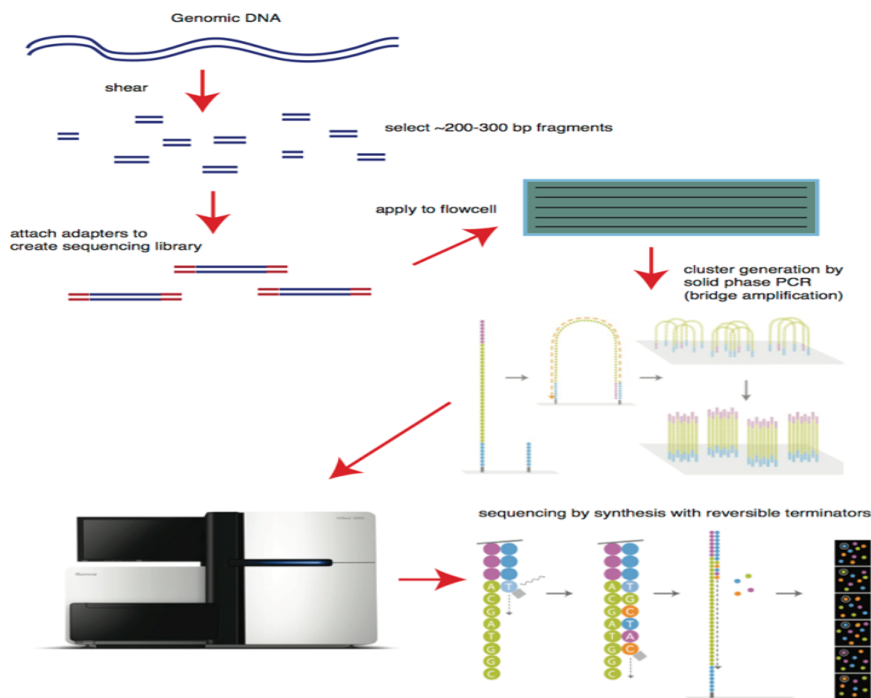 Genomic DNA
shear
select ~200-300 bp fragments
attach adapters to
create sequencing library
apply to flowcell
cluster generation by
solid phase PCR
(bridge amplification)
sequencing by synthesis with reversible terminators
A T
C
G
A
T
G
G
C
A T
C G
G C
A T
T A
G C
G
C